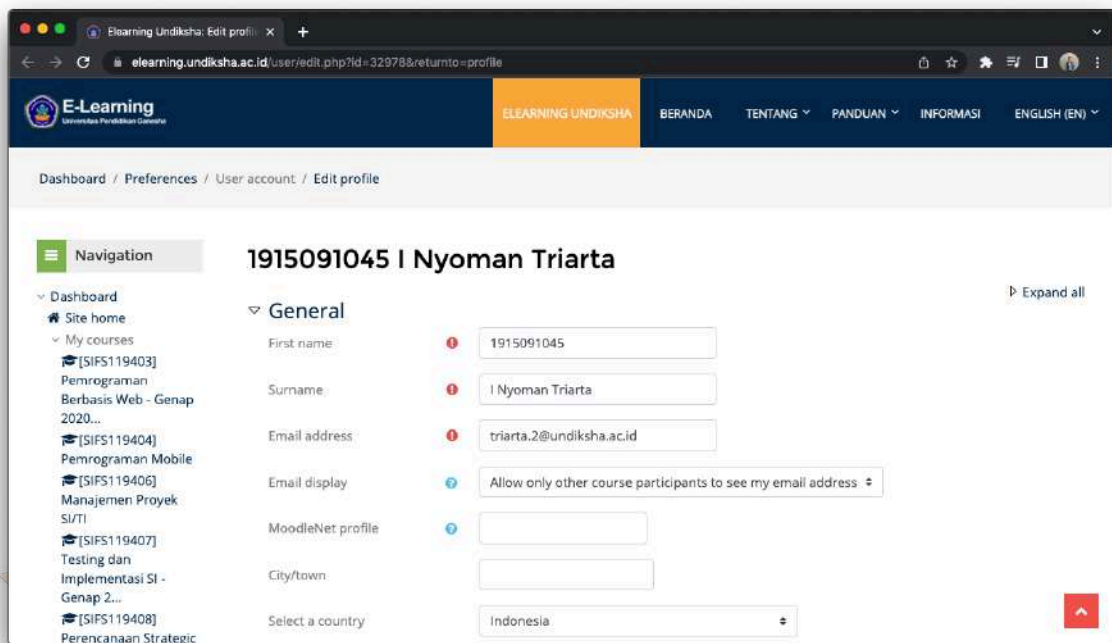 Elearning Undiksha: Edit profil
elearning.undiksha.ac.id/user/edit.php?id=32978&returnto=profile
E-Learning
Universitas Pendidikan Ganesha
ELEARNING UNDIKSHA
BERANDA
TENTANG
PANDUAN
INFORMASI
ENGLISH (EN)
Dashboard / Preferences / User account / Edit profile
Navigation
Dashboard
Site home
My courses
[SIFS119403]
Pemrograman
Berbasis Web - Genap
2020...
[SIFS119404]
Pemrograman Mobile
[SIFS119406]
Manajemen Proyek
SI/TI
[SIFS119407]
Testing dan
Implementasi SI -
Genap 2...
[SIFS119408]
Perencanaan Strategic
1915091045 I Nyoman Triarta
Expand all
General
First name
1915091045
Surname
I Nyoman Triarta
Email address
triarta.2@undiksha.ac.id
Email display
Allow only other course participants to see my email address
MoodleNet profile
City/town
Select a country
Indonesia